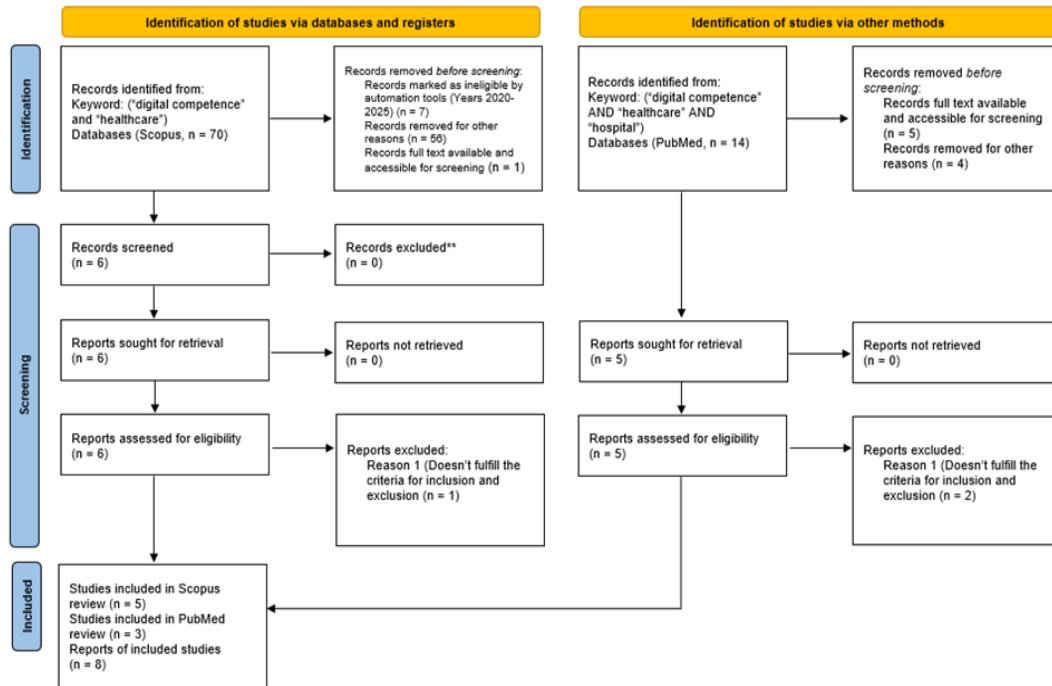 Identification of studies via databases and registers
Identification of studies via other methods
Identification
Records identified from:
Keyword: (“digital competence”
and “healthcare”)
Databases (Scopus, n = 70)
Records removed before screening:
Records marked as ineligible by
automation tools (Years 2020-
2025) (n = 7)
Records removed for other
reasons (n = 56)
Records full text available and
accessible for screening (n = 1)
Records identified from:
Keyword: (“digital competence”
AND “healthcare” AND
“hospital”)
Databases (PubMed, n = 14)
Records removed before
screening:
Records full text available
and accessible for screening
(n = 5)
Records removed for other
reasons (n = 4)
Screening
Records screened
(n = 6)
Records excluded**
(n = 0)
Reports sought for retrieval
(n = 6)
Reports not retrieved
(n = 0)
Reports sought for retrieval
(n = 5)
Reports not retrieved
(n = 0)
Reports assessed for eligibility
(n = 6)
Reports excluded:
Reason 1 (Doesn’t fulfill the
criteria for inclusion and
exclusion (n = 1)
Reports assessed for eligibility
(n = 5)
Reports excluded:
Reason 1 (Doesn’t fulfill the
criteria for inclusion and
exclusion (n = 2)
Included
Studies included in Scopus
review (n = 5)
Studies included in PubMed
review (n = 3)
Reports of included studies
(n = 8)